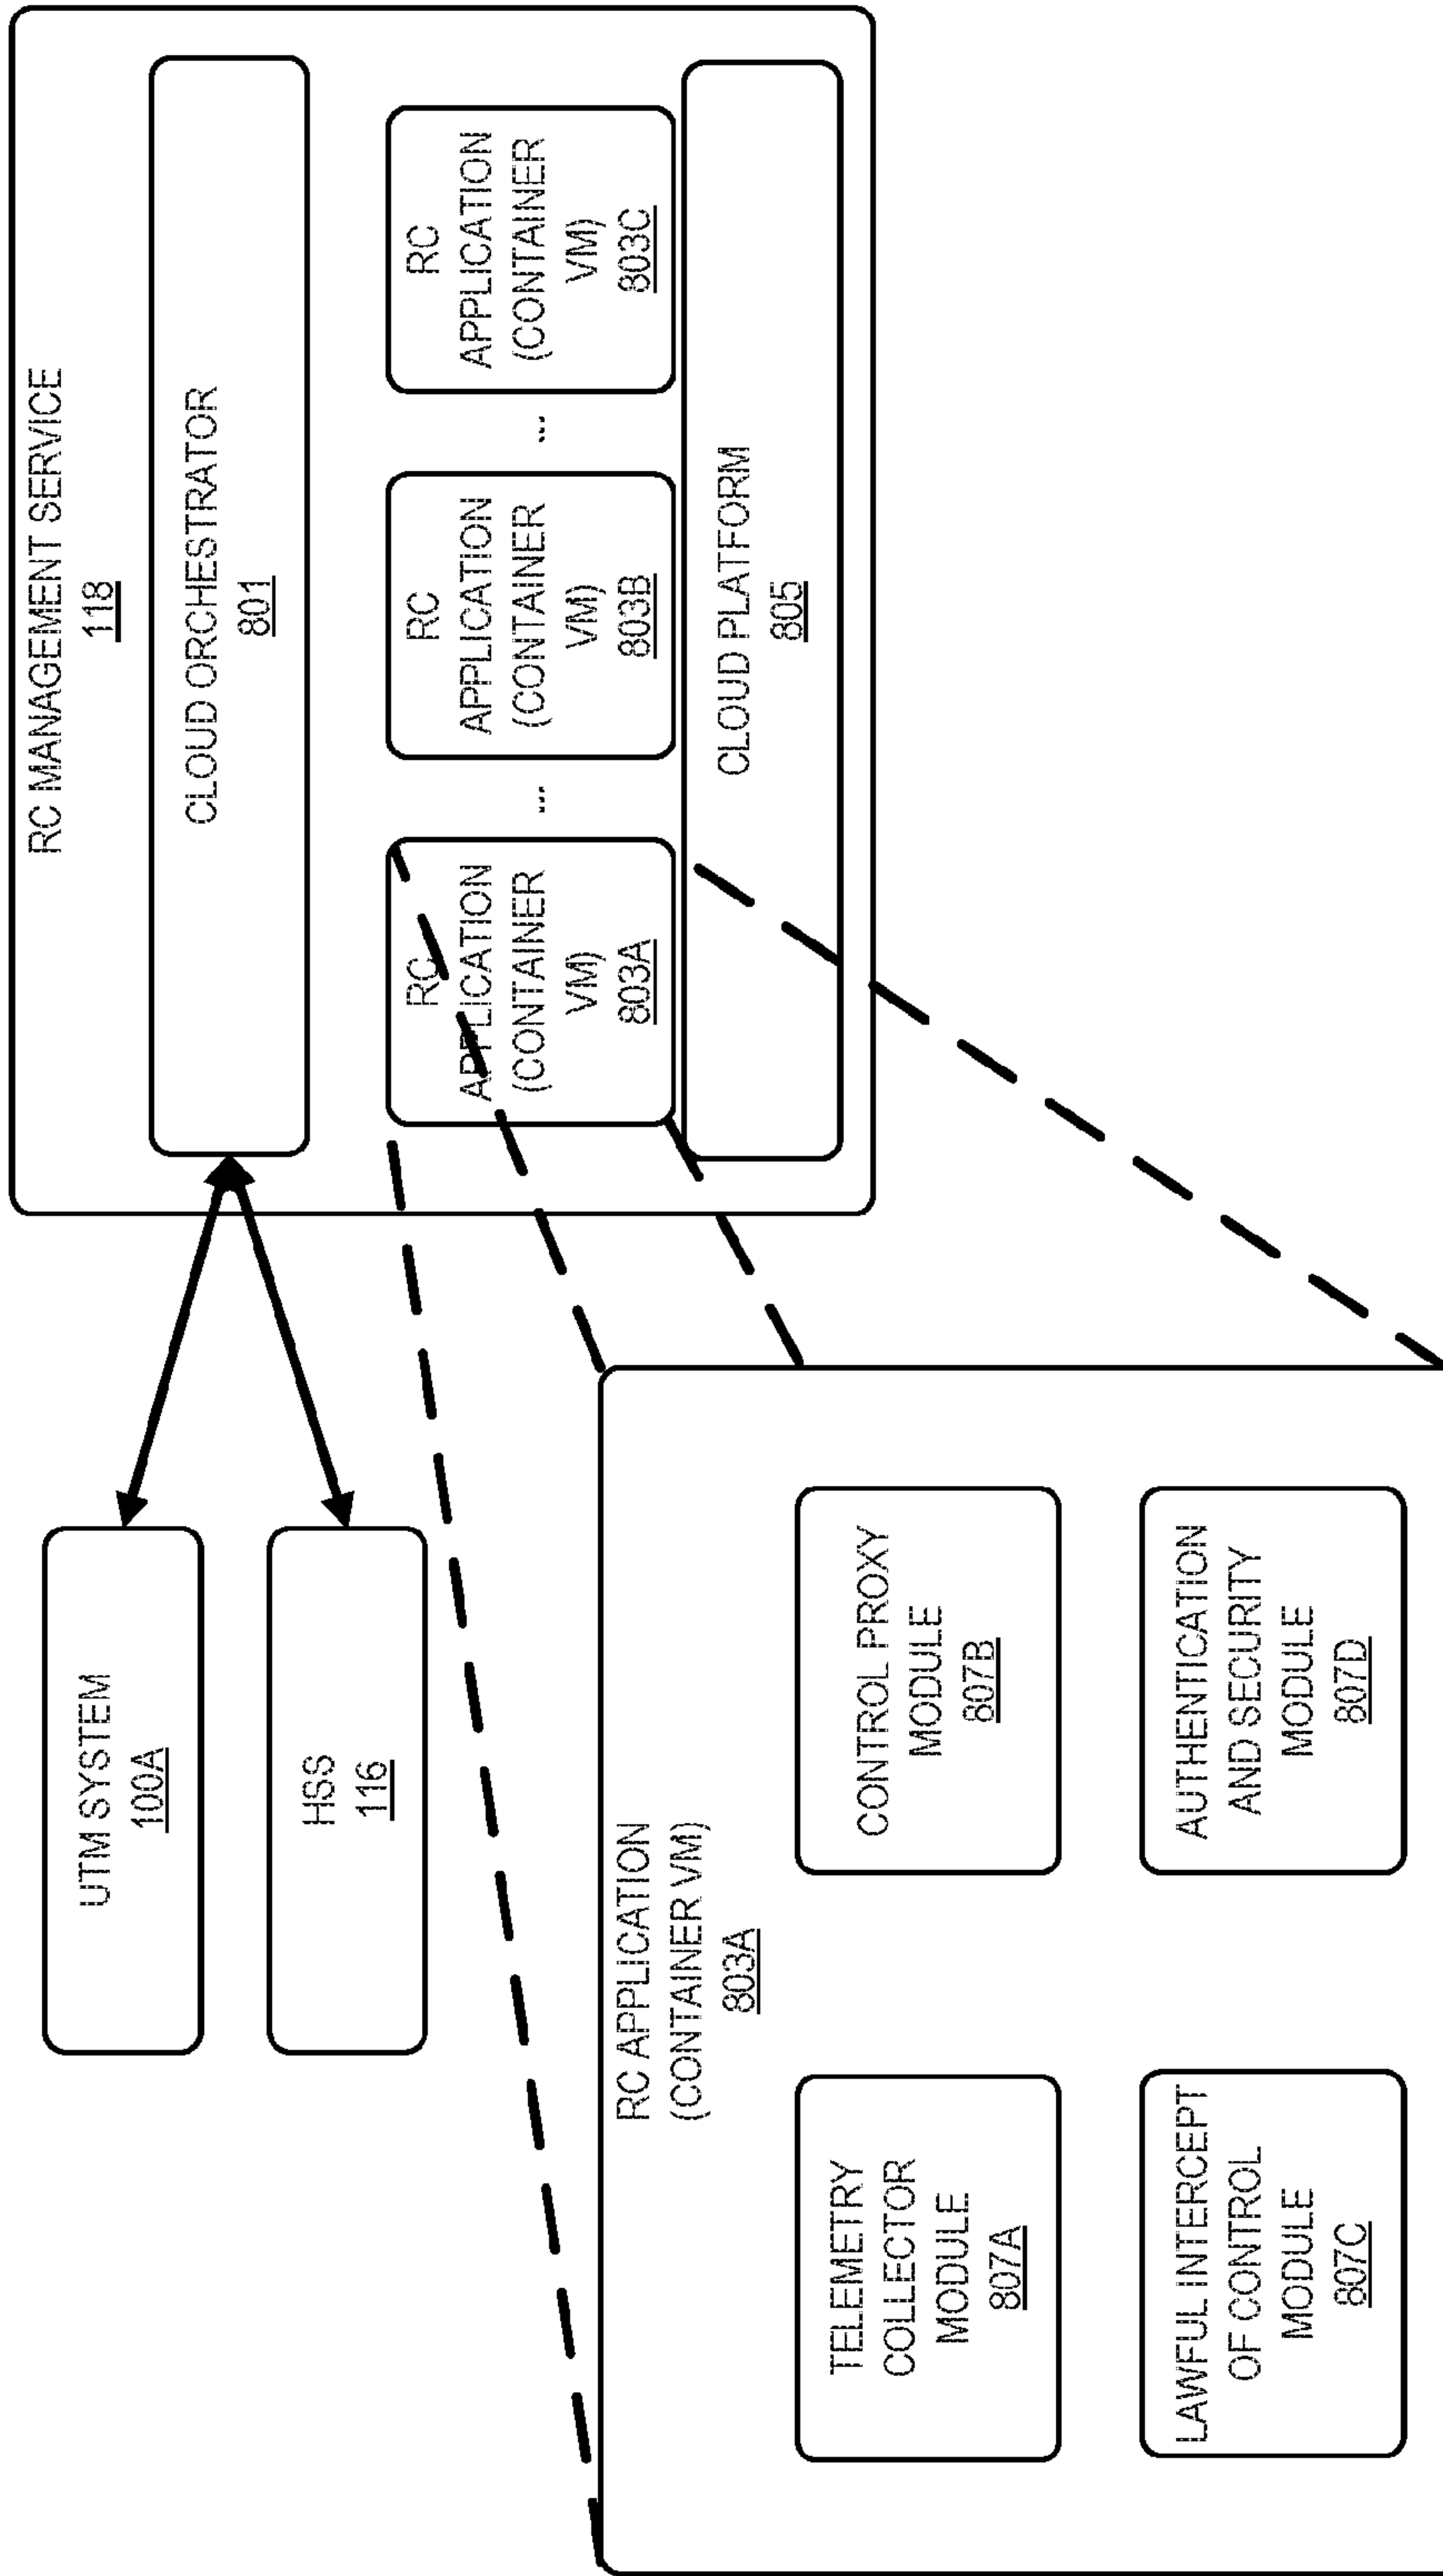 UTM SYSTEM
100A
HSS
116
RC MANAGEMENT SERVICE
118
CLOUD ORCHESTRATOR
801
RC
APPLICATION
(CONTAINER
VM)
803A
...
RC
APPLICATION
(CONTAINER
VM)
803B
...
RC
APPLICATION
(CONTAINER
VM)
803C
CLOUD PLATFORM
805
RC APPLICATION
(CONTAINER VM)
803A
TELEMETRY
COLLECTOR
MODULE
807A
CONTROL PROXY
MODULE
807B
LAWFUL INTERCEPT
OF CONTROL
MODULE
807C
AUTHENTICATION
AND SECURITY
MODULE
807D